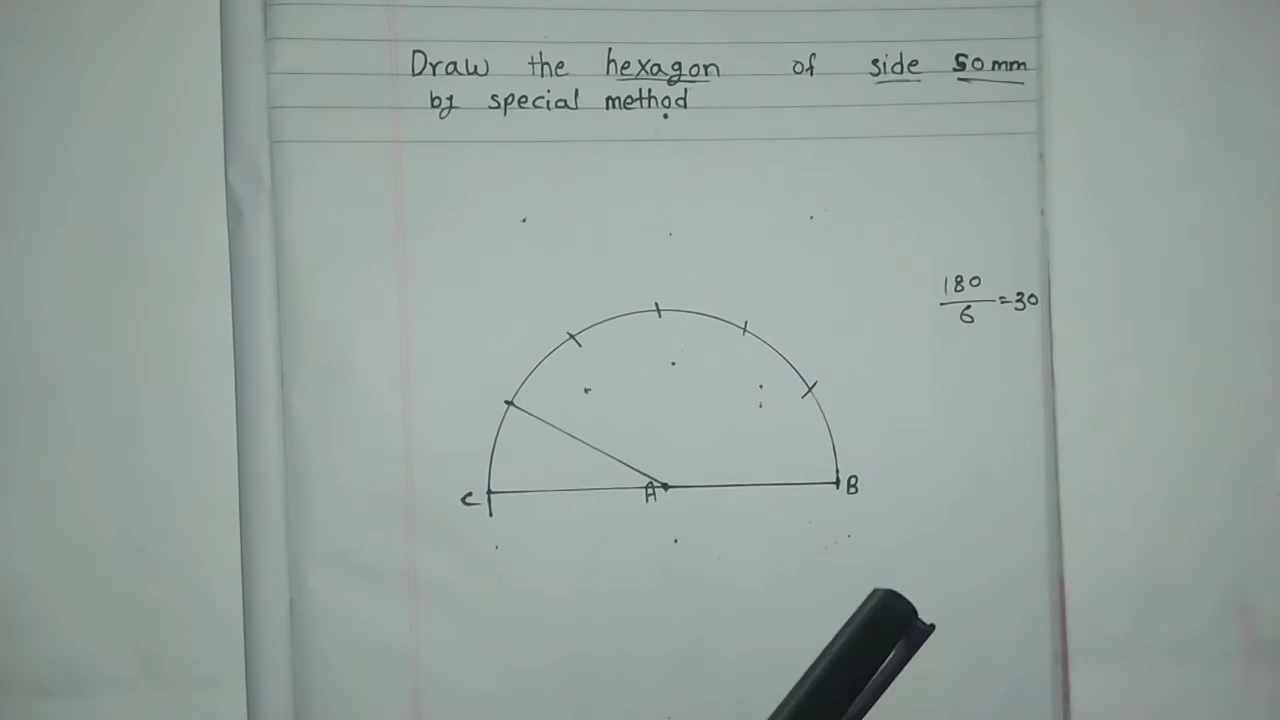 Draw the hexagon of side 50mm
by special method
180
6
=30
C
A
B